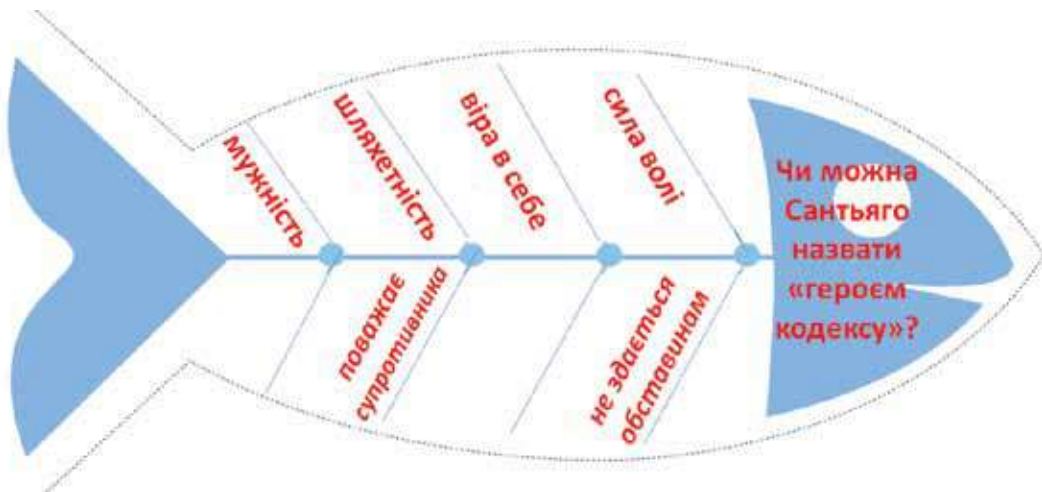 мужність
шляхетність
віра в себе
сила волі
поважає
супротивника
не здається
обставинам
Чи можна
Сантьяго
назвати
«героєм
кодексу»?